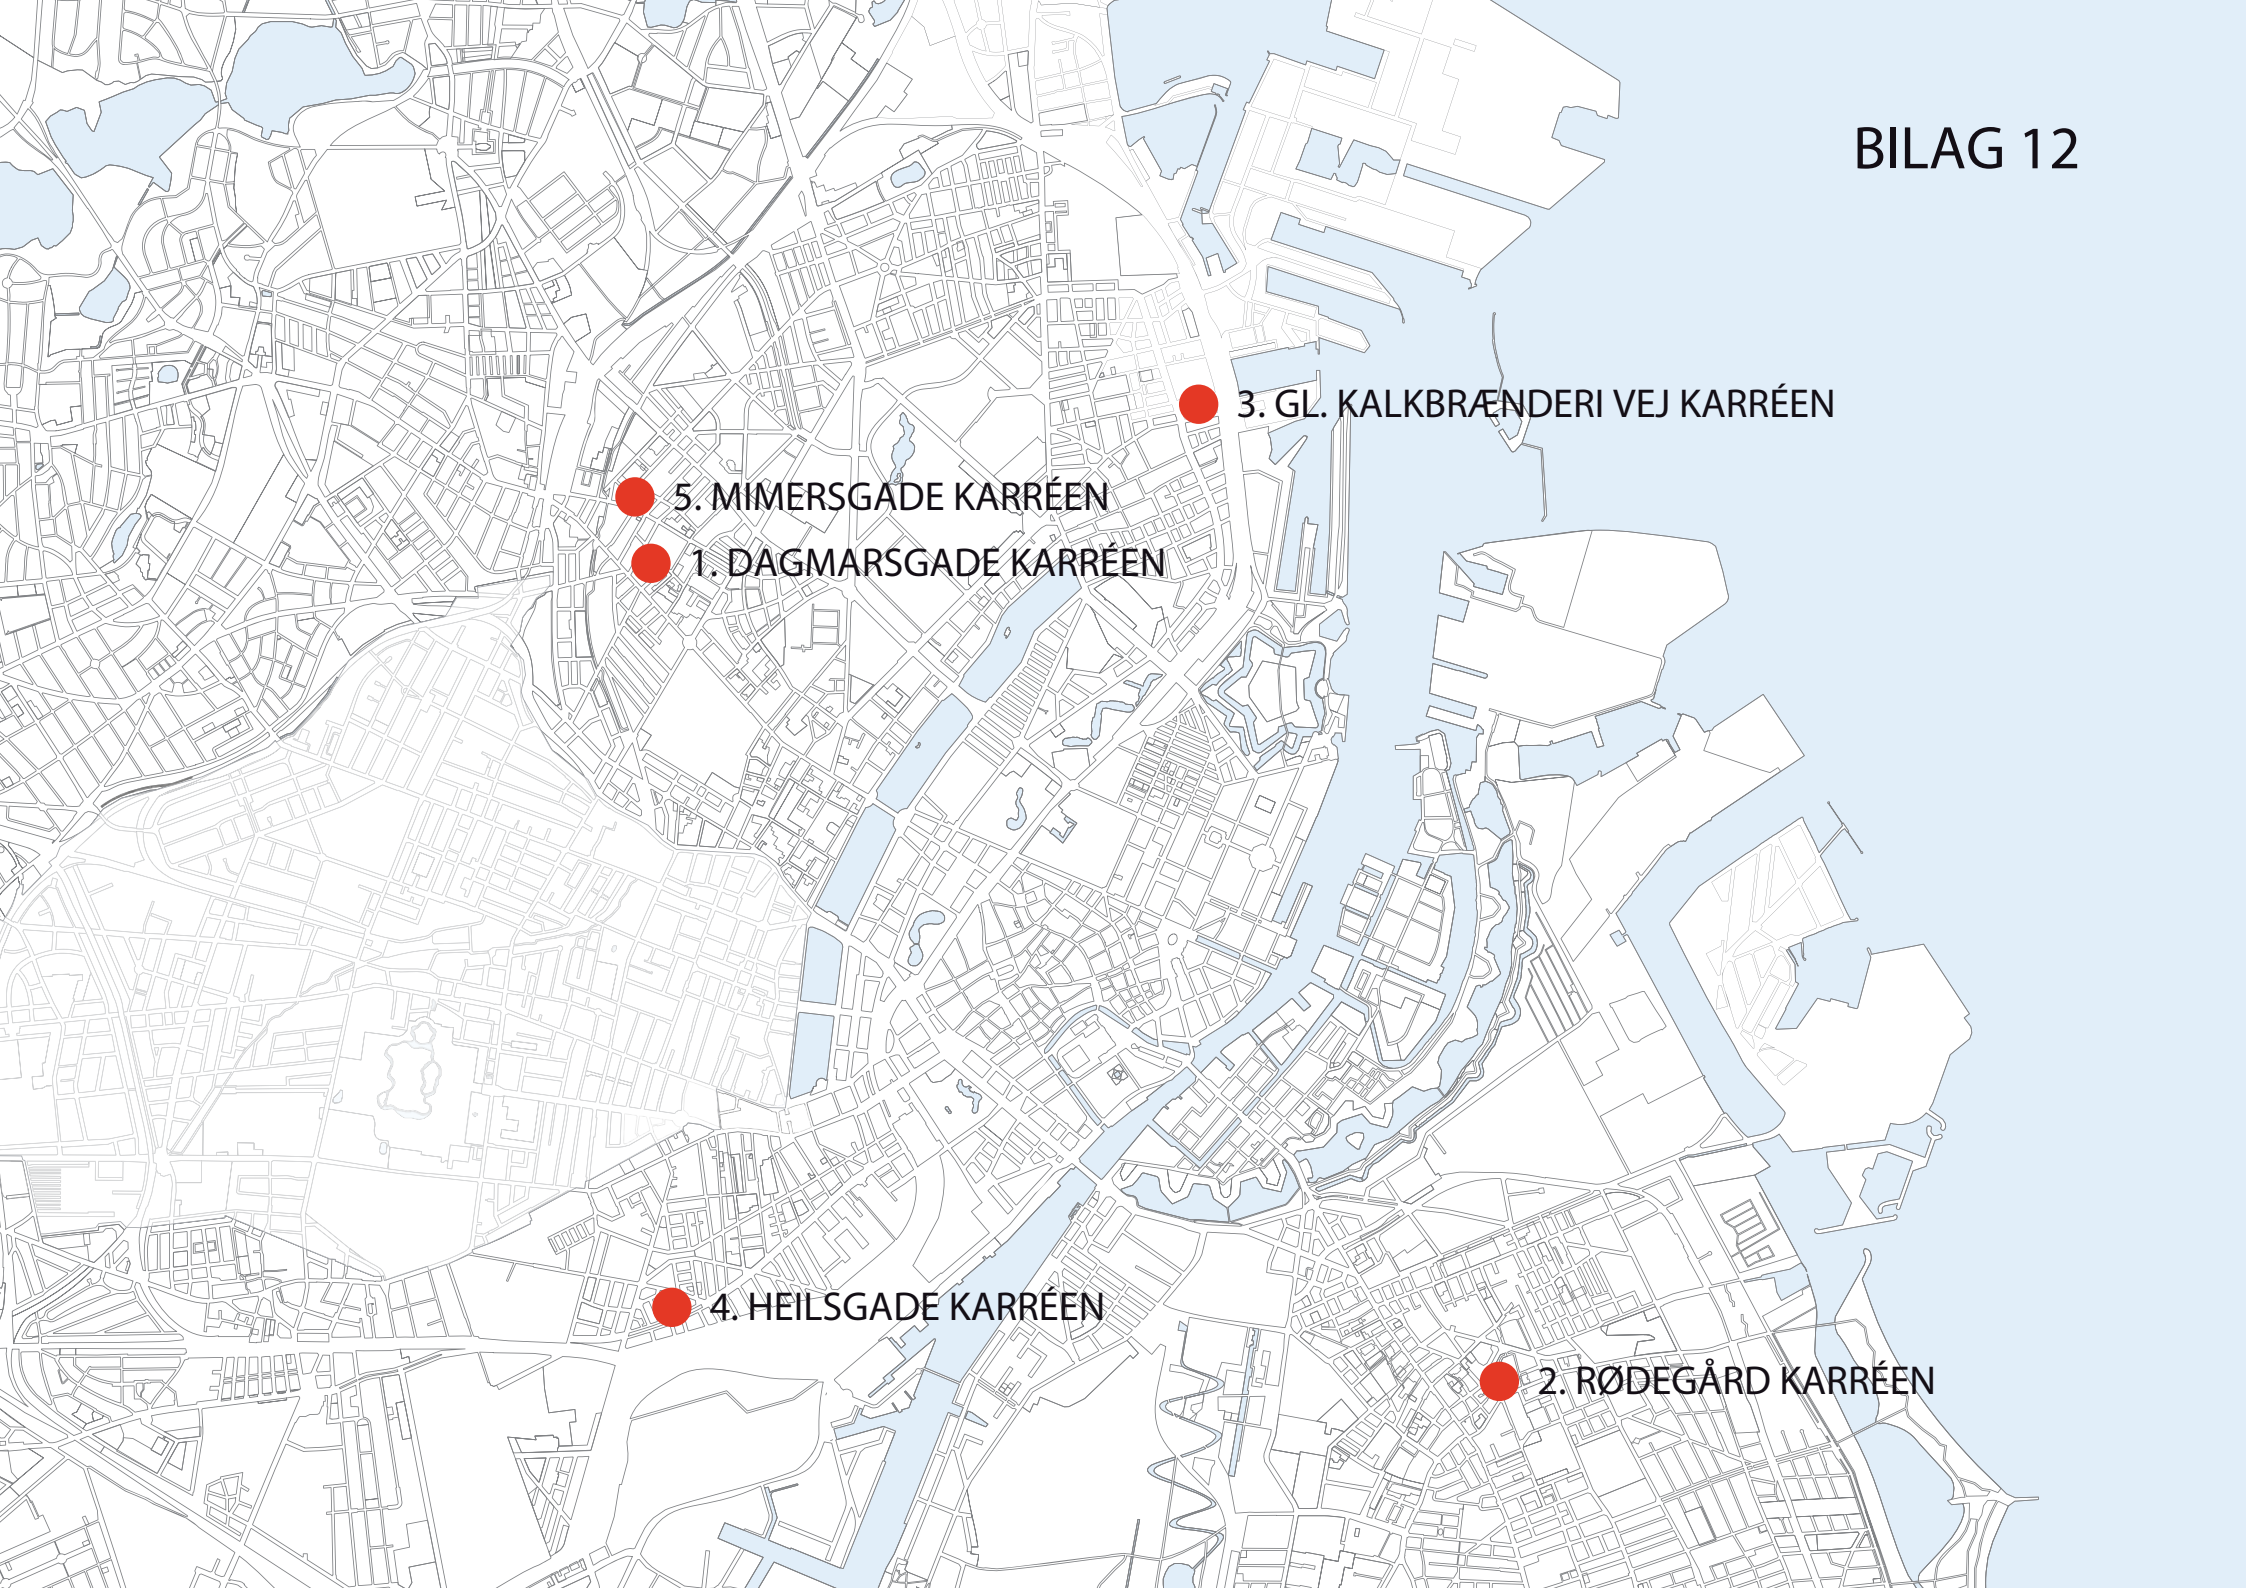 BILAG 12
3. GL. KALKBRÆNDERI VEJ KARRÉEN
5. MIMERSGADE KARRÉEN
1. DAGMARSGADE KARRÉEN
4. HEILSGADE KARRÉEN
2. RØDEGÅRD KARRÉEN